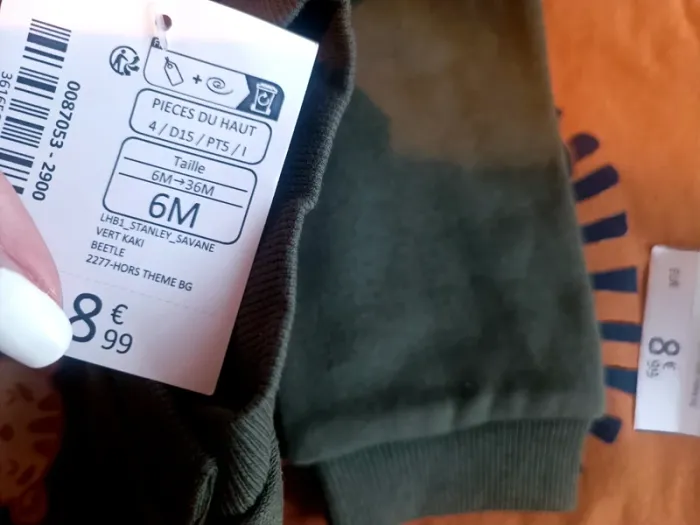 0087053 - 2900
+
PIECES DU HAUT
4 / D15 / PT5 / I
Taille
6M→36M
6M
LHB1_STANLEY_SAVANE
VERT KAKI
BEETLE
2277-HORS THEME BG
8 €
99
8 €
99